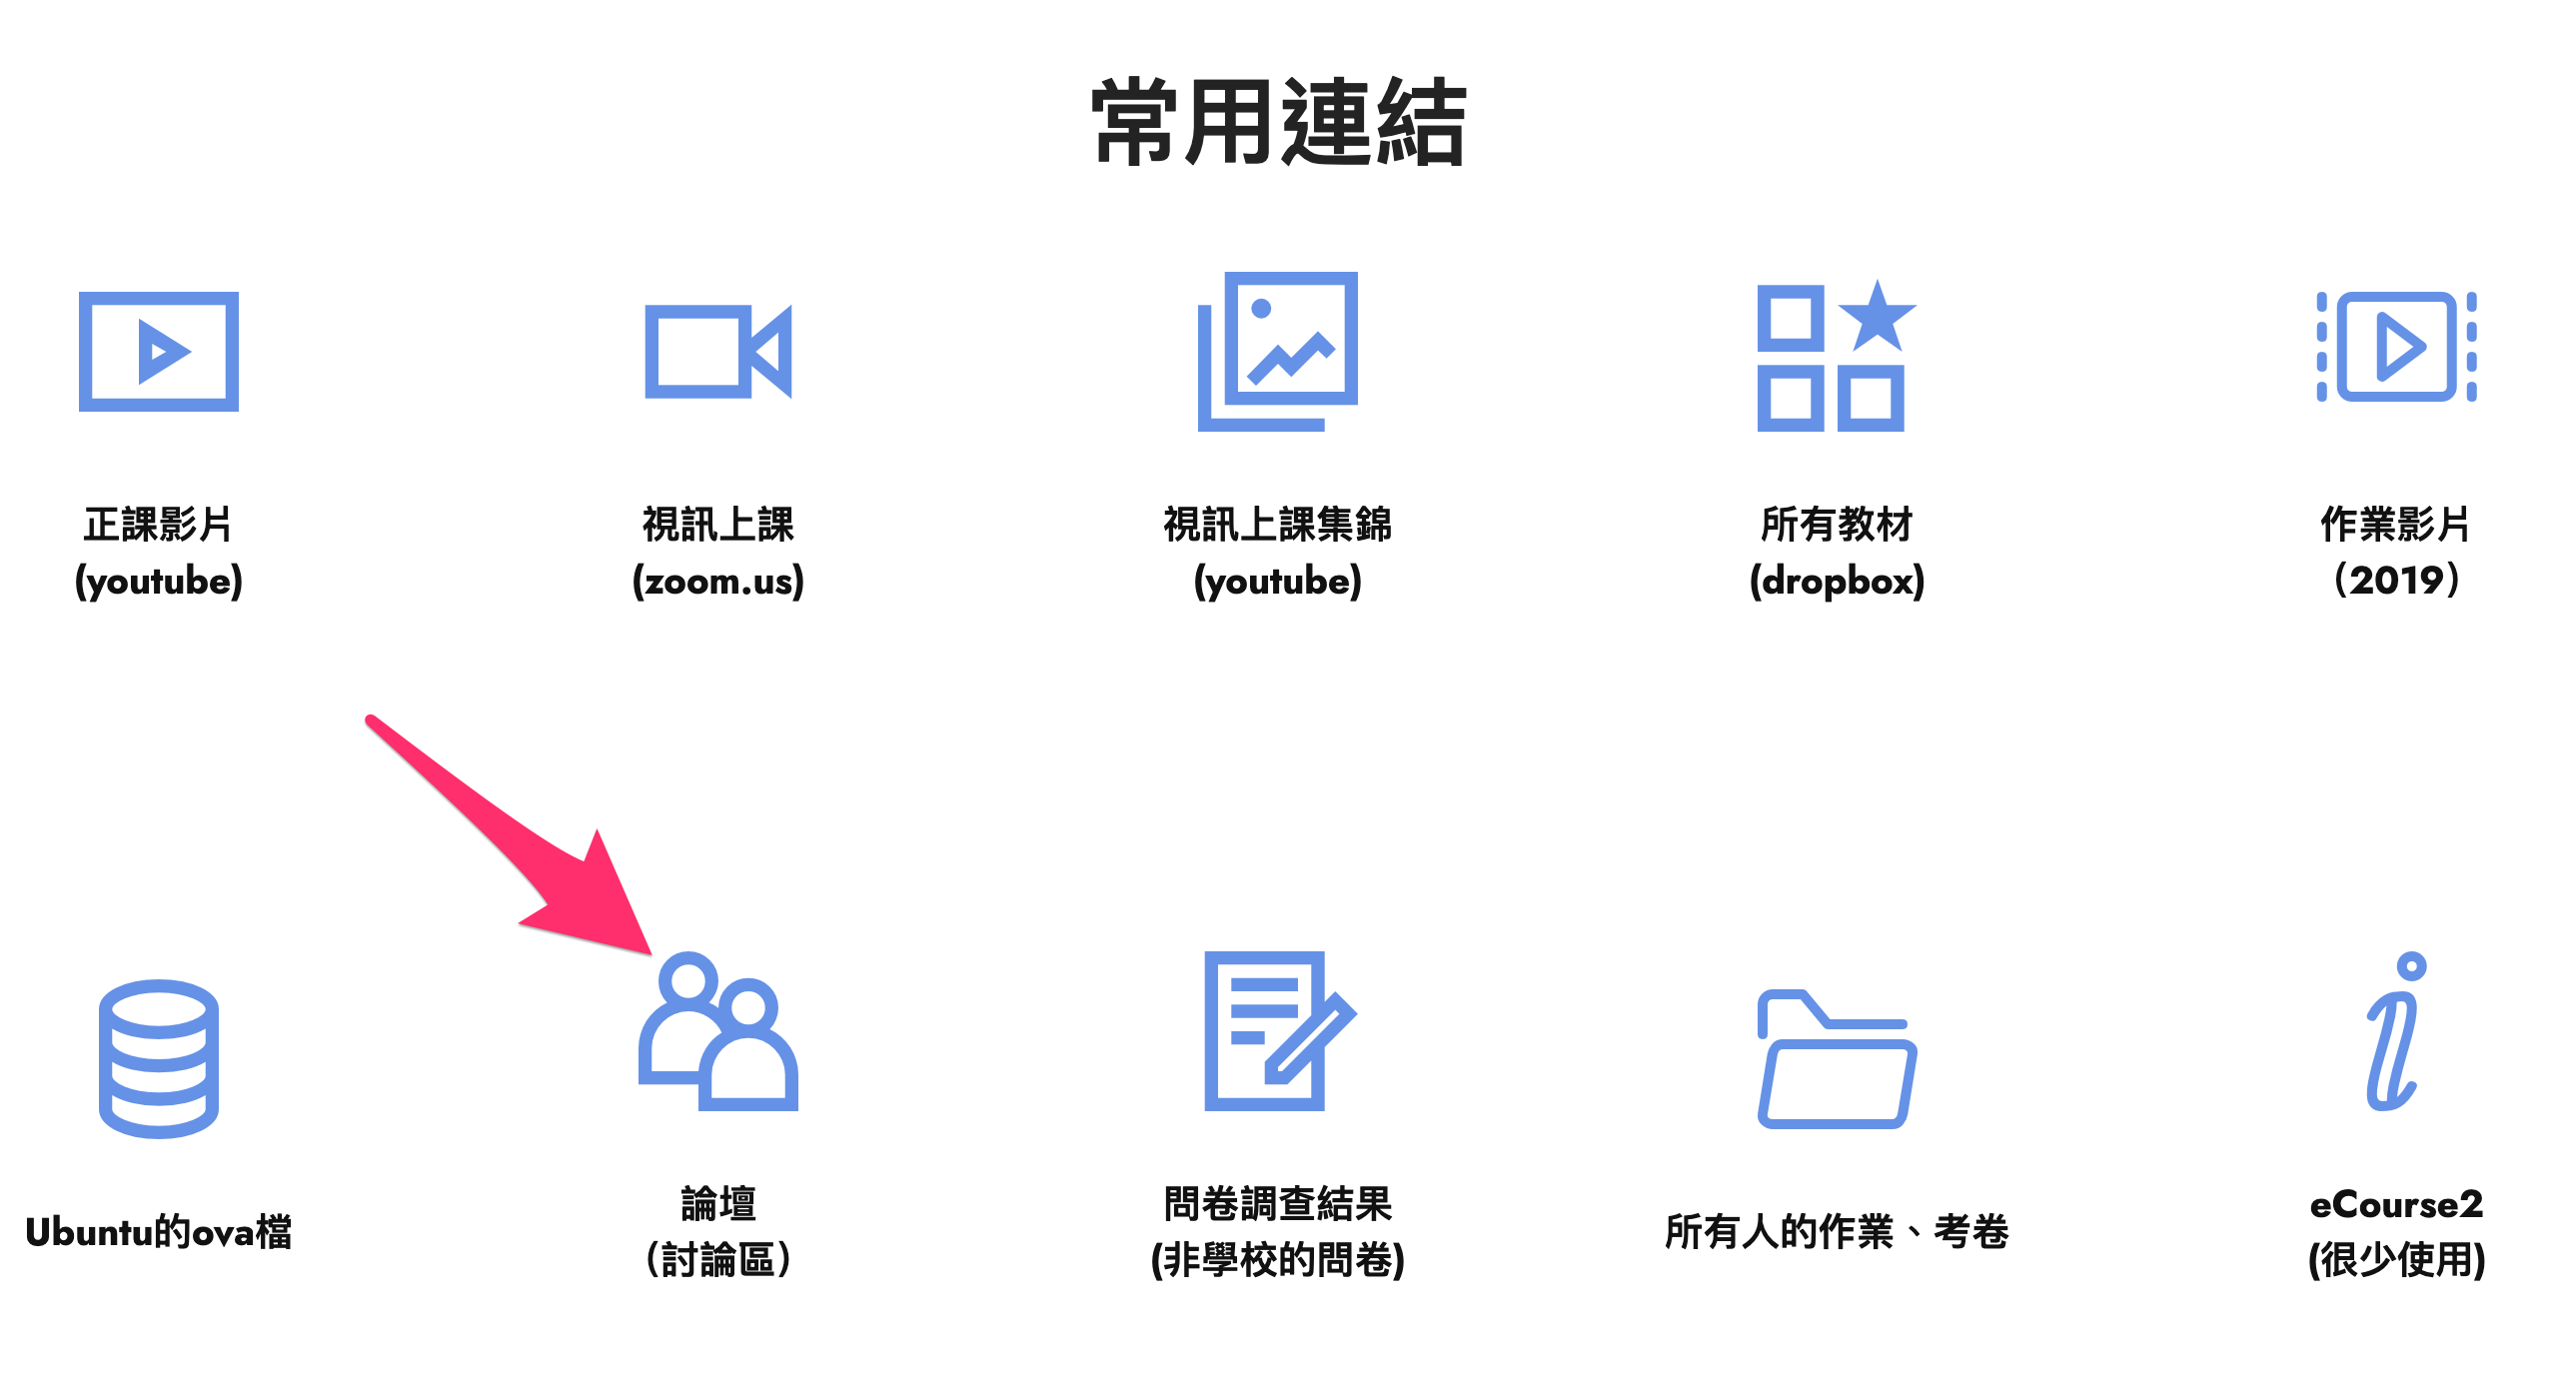 常用連結
正課影片
(youtube)
視訊上課
(zoom.us)
視訊上課集錦
(youtube)
所有教材
(dropbox)
作業影片
（2019）
Ubuntu的ova檔
論壇
（討論區）
問卷調查結果
(非學校的問卷)
所有人的作業、考卷
eCourse2
(很少使用)